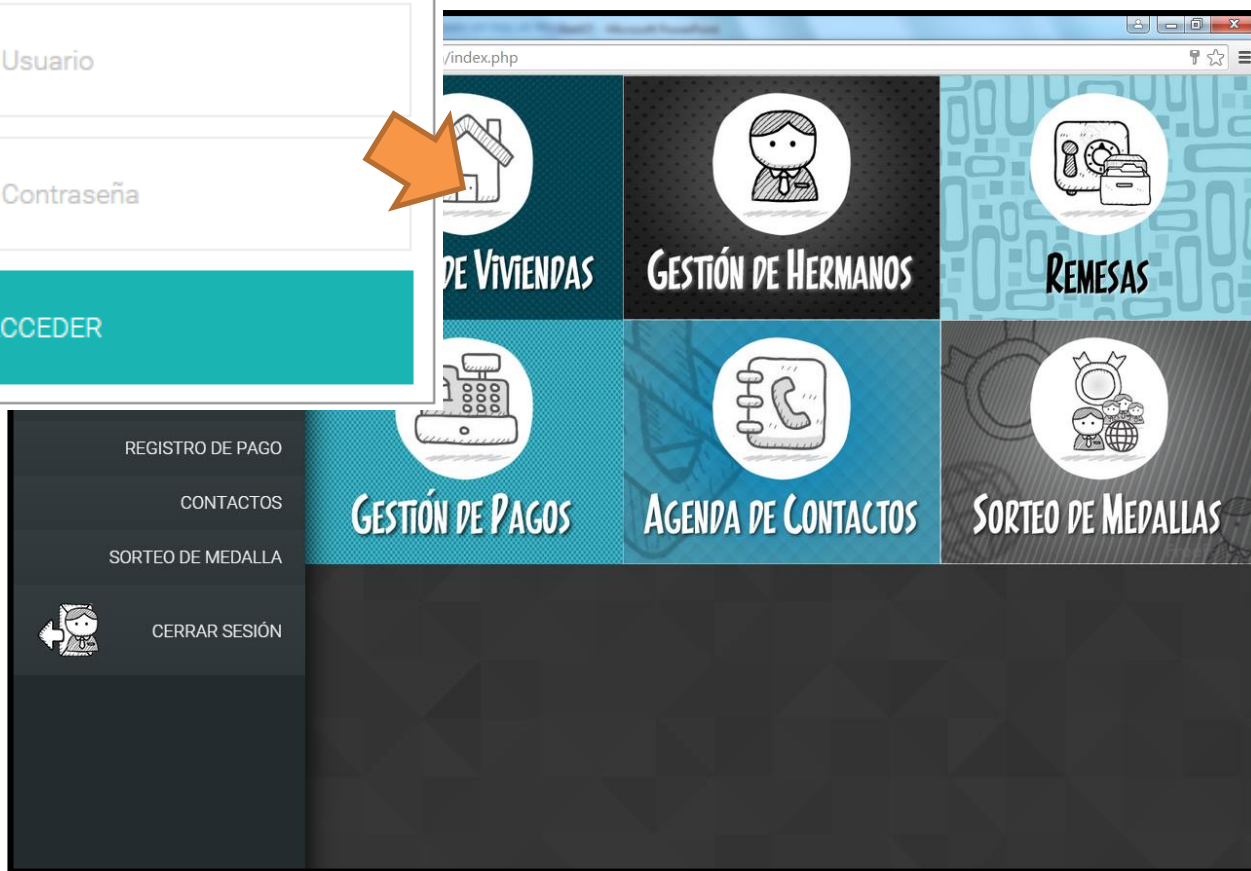 Usuario
Contraseña
CCEDER
/index.php
DE VIVIENDAS
GESTIÓN DE HERMANOS
REMESAS
GESTIÓN DE PAGOS
AGENDA DE CONTACTOS
SORTEO DE MEDALLAS
REGISTRO DE PAGO
CONTACTOS
SORTEO DE MEDALLA
CERRAR SESIÓN